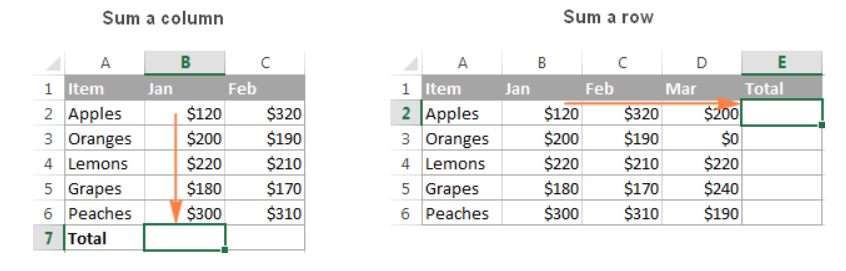 Sum a column
A B C
1 Item Jan Feb
2 Apples $120 $320
3 Oranges $200 $190
4 Lemons $220 $210
5 Grapes $180 $170
6 Peaches $300 $310
7 Total
Sum a row
A B C D E
1 Item Jan Feb Mar Total
2 Apples $120 $320 $200
3 Oranges $200 $190 $0
4 Lemons $220 $210 $220
5 Grapes $180 $170 $240
6 Peaches $300 $310 $190